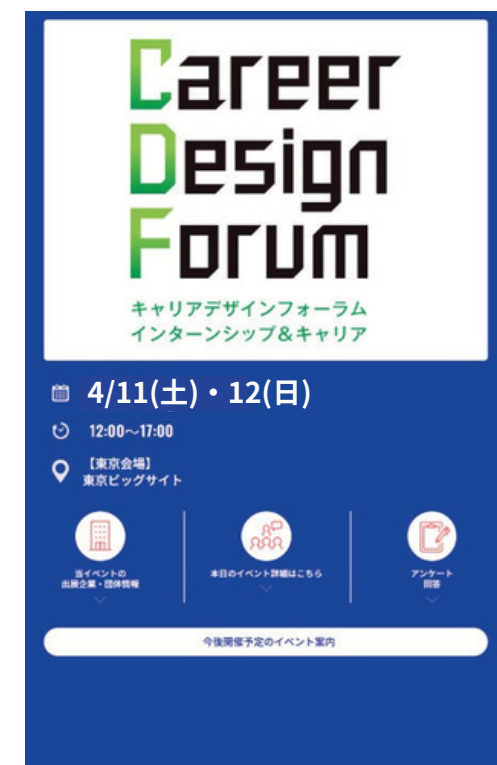 Career
Design
Forum
キャリアデザインフォーラム
インターンシップ&キャリア
4/11(土)・12(日)
12:00〜17:00
【東京会場】
東京ビッグサイト
当イベントの
出展企業・団体情報
本日のイベント詳細はこちら
アンケート
回答
今後開催予定のイベント案内